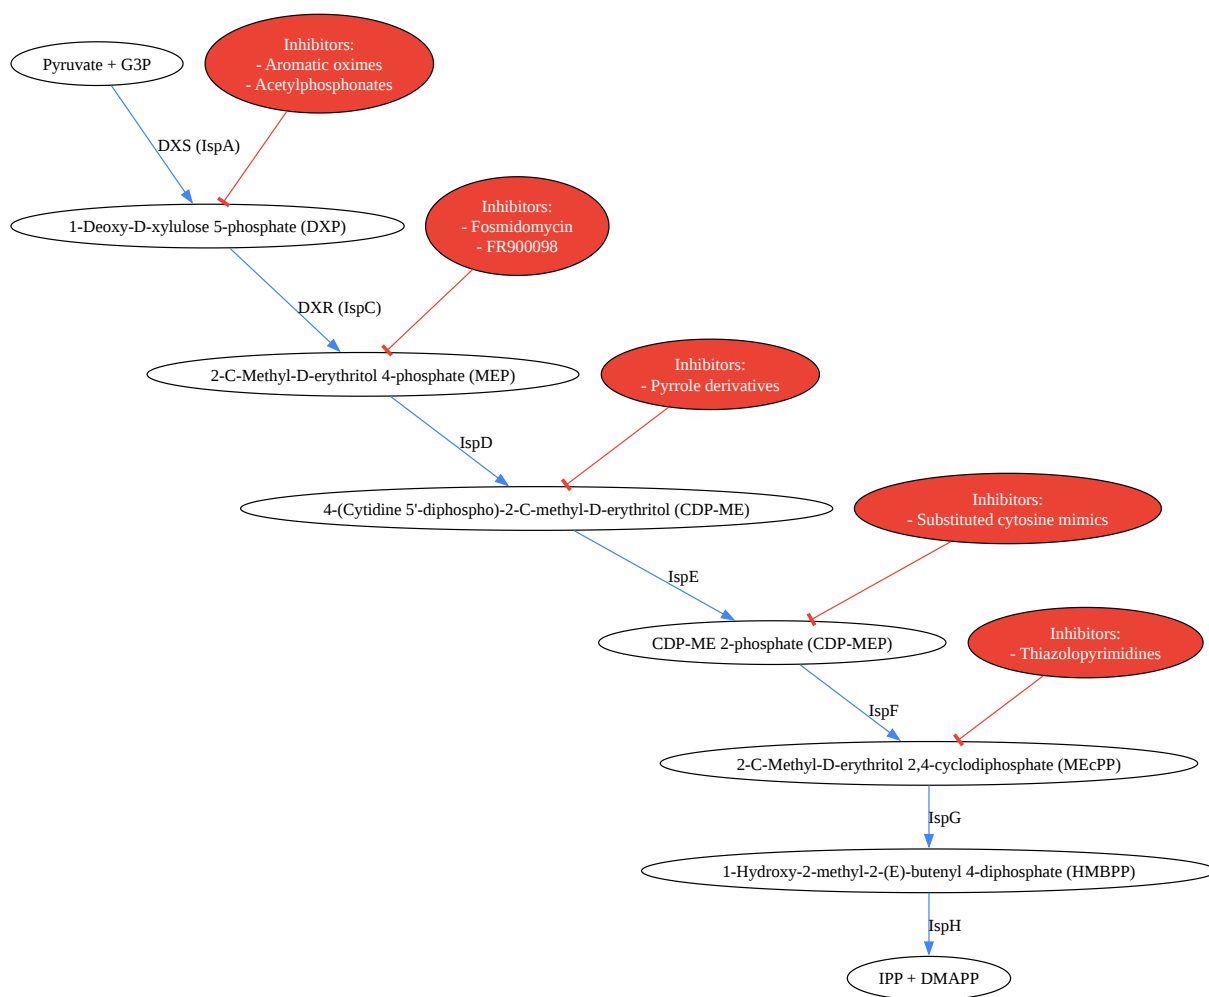 Pyruvate + G3P
Inhibitors:
- Aromatic oximes
- Acetylphosphonates
DXS (IspA)
1-Deoxy-D-xylulose 5-phosphate (DXP)
Inhibitors:
- Fosmidomycin
- FR900098
DXR (IspC)
2-C-Methyl-D-erythritol 4-phosphate (MEP)
Inhibitors:
- Pyrrole derivatives
IspD
4-(Cytidine 5'-diphospho)-2-C-methyl-D-erythritol (CDP-ME)
Inhibitors:
- Substituted cytosine mimics
IspE
CDP-ME 2-phosphate (CDP-MEP)
Inhibitors:
- Thiazolopyrimidines
IspF
2-C-Methyl-D-erythritol 2,4-cyclodiphosphate (MEcPP)
IspG
1-Hydroxy-2-methyl-2-(E)-butenyl 4-diphosphate (HMBPP)
IspH
IPP + DMAPP